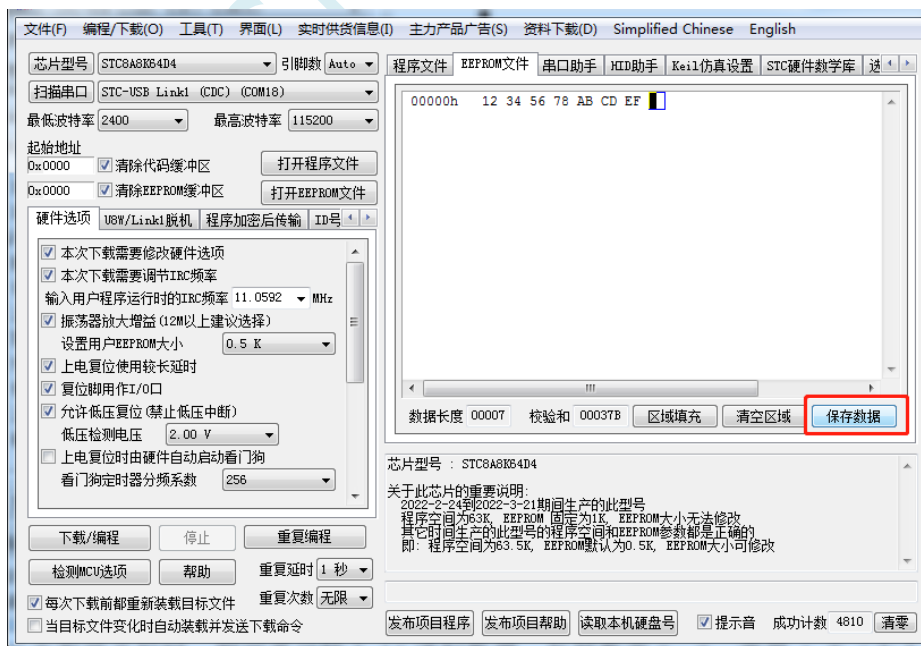 文件(F) 编程/下载(O) 工具(T) 界面(L) 实时供货信息(I) 主力产品广告(S) 资料下载(D) Simplified Chinese English
芯片型号 STC8A8K64D4 引脚数 Auto
扫描串口 STC-USB Link1 (CDC) (COM18)
最低波特率 2400 最高波特率 115200
起始地址
0x0000 清除代码缓冲区 打开程序文件
0x0000 清除EEPROM缓冲区 打开EEPROM文件
硬件选项 U8W/Link1脱机 程序加密后传输 ID号
本次下载需要修改硬件选项
本次下载需要调节IRC频率
输入用户程序运行时的IRC频率 11.0592 MHz
振荡器放大增益(12M以上建议选择)
设置用户EEPROM大小 0.5 K
上电复位使用较长延时
复位脚用作I/O口
允许低压复位(禁止低压中断)
低压检测电压 2.00 V
上电复位时由硬件自动启动看门狗
看门狗定时器分频系数 256
下载/编程 停止 重复编程
检测MCU选项 帮助 重复延时 1 秒
每次下载前都重新装载目标文件 重复次数 无限
当目标文件变化时自动装载并发送下载命令
程序文件 EEPROM文件 串口助手 HID助手 Keil仿真设置 STC硬件数学库 选
00000h 12 34 56 78 AB CD EF
数据长度 00007 校验和 00037B 区域填充 清空区域 保存数据
芯片型号 : STC8A8K64D4
关于此芯片的重要说明:
2022-2-24到2022-3-21期间生产的此型号
程序空间为63K, EEPROM 固定为1K, EEPROM大小无法修改
其它时间生产的此型号的程序空间和EEPROM参数都是正确的
即: 程序空间为63.5K, EEPROM默认为0.5K, EEPROM大小可修改
发布项目程序 发布项目帮助 读取本机硬盘号 提示音 成功计数 4810 清零